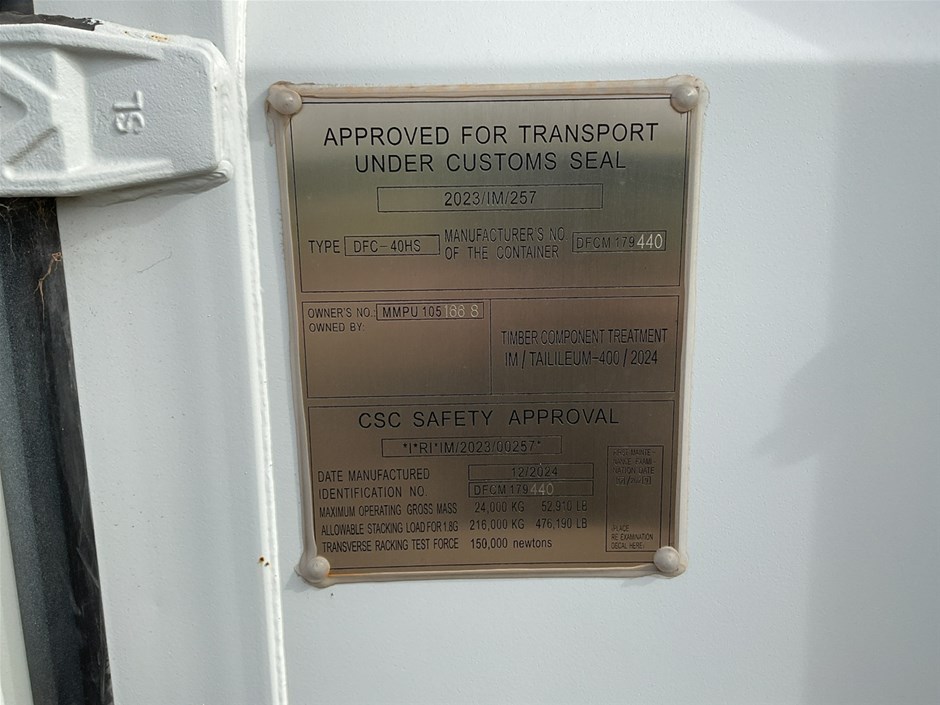 SL
APPROVED FOR TRANSPORT
UNDER CUSTOMS SEAL
2023/IM/257
TYPE DFC-40HS MANUFACTURER'S NO.
OF THE CONTAINER DFCM 179440
OWNER'S NO.: MMPU 105
OWNED BY:
TIMBER COMPONENT TREATMENT
IM / TAILILEUM-400 / 2024
CSC SAFETY APPROVAL
*I*RI*IM/2023/00257*
DATE MANUFACTURED 12/2024
IDENTIFICATION NO. DFCM 179440
MAXIMUM OPERATING GROSS MASS 24,000 KG 52,910 LB
ALLOWABLE STACKING LOAD FOR 1.8G 216,000 KG 476,190 LB
TRANSVERSE RACKING TEST FORCE 150,000 newtons
PLACE
RE EXAMINATION
DECAL HERE: